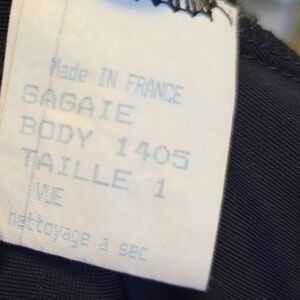 Made IN FRANCE
SAGAIE
BODY 1405
TAILLE 1
VUE
nettoyage a sec